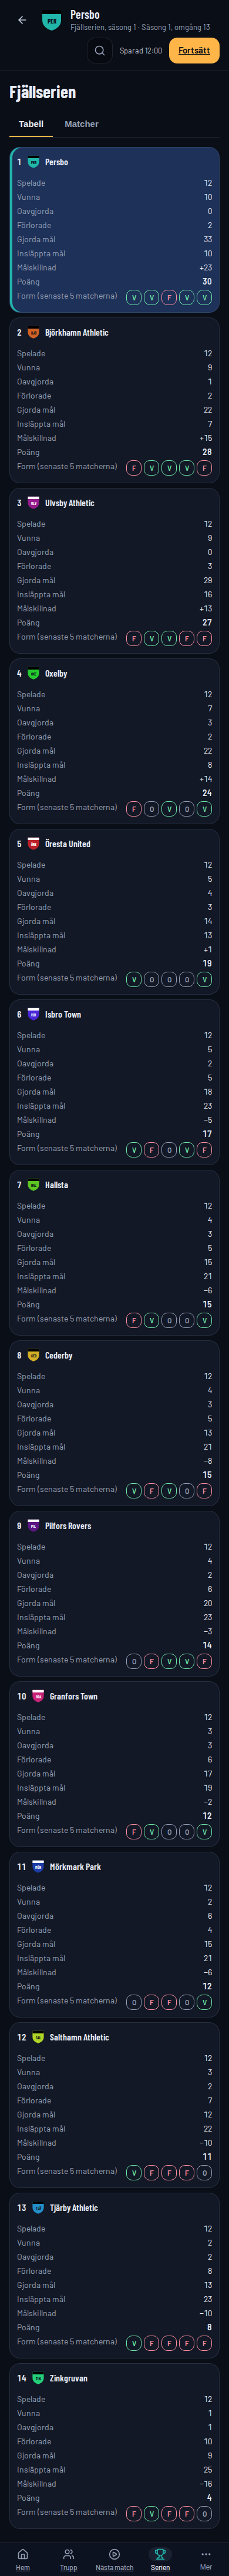 PER
Persbo
Fjällserien, säsong 1 · Säsong 1, omgång 13
Sparad 12:00
Fortsätt
Fjällserien
Tabell Matcher
1 Persbo
Spelade 12
Vunna 10
Oavgjorda 0
Förlorade 2
Gjorda mål 33
Insläppta mål 10
Målskillnad +23
Poäng 30
Form (senaste 5 matcherna) V V F V V
2 Björkhamn Athletic
Spelade 12
Vunna 9
Oavgjorda 1
Förlorade 2
Gjorda mål 22
Insläppta mål 7
Målskillnad +15
Poäng 28
Form (senaste 5 matcherna) F V V V F
3 Ulvsby Athletic
Spelade 12
Vunna 9
Oavgjorda 0
Förlorade 3
Gjorda mål 29
Insläppta mål 16
Målskillnad +13
Poäng 27
Form (senaste 5 matcherna) F V V F F
4 Oxelby
Spelade 12
Vunna 7
Oavgjorda 3
Förlorade 2
Gjorda mål 22
Insläppta mål 8
Målskillnad +14
Poäng 24
Form (senaste 5 matcherna) F O V O V
5 Öresta United
Spelade 12
Vunna 5
Oavgjorda 4
Förlorade 3
Gjorda mål 14
Insläppta mål 13
Målskillnad +1
Poäng 19
Form (senaste 5 matcherna) V O O O V
6 Isbro Town
Spelade 12
Vunna 5
Oavgjorda 2
Förlorade 5
Gjorda mål 18
Insläppta mål 23
Målskillnad −5
Poäng 17
Form (senaste 5 matcherna) V F O V F
7 Hallsta
Spelade 12
Vunna 4
Oavgjorda 3
Förlorade 5
Gjorda mål 15
Insläppta mål 21
Målskillnad −6
Poäng 15
Form (senaste 5 matcherna) F V O O V
8 Cederby
Spelade 12
Vunna 4
Oavgjorda 3
Förlorade 5
Gjorda mål 13
Insläppta mål 21
Målskillnad −8
Poäng 15
Form (senaste 5 matcherna) V F V O F
9 Pilfors Rovers
Spelade 12
Vunna 4
Oavgjorda 2
Förlorade 6
Gjorda mål 20
Insläppta mål 23
Målskillnad −3
Poäng 14
Form (senaste 5 matcherna) O F V V F
10 Granfors Town
Spelade 12
Vunna 3
Oavgjorda 3
Förlorade 6
Gjorda mål 17
Insläppta mål 19
Målskillnad −2
Poäng 12
Form (senaste 5 matcherna) F V O O V
11 Mörkmark Park
Spelade 12
Vunna 2
Oavgjorda 6
Förlorade 4
Gjorda mål 15
Insläppta mål 21
Målskillnad −6
Poäng 12
Form (senaste 5 matcherna) O F F O V
12 Salthamn Athletic
Spelade 12
Vunna 3
Oavgjorda 2
Förlorade 7
Gjorda mål 12
Insläppta mål 22
Målskillnad −10
Poäng 11
Form (senaste 5 matcherna) V F F F O
13 Tjärby Athletic
Spelade 12
Vunna 2
Oavgjorda 2
Förlorade 8
Gjorda mål 13
Insläppta mål 23
Målskillnad −10
Poäng 8
Form (senaste 5 matcherna) V F F F F
14 Zinkgruvan
Spelade 12
Vunna 1
Oavgjorda 1
Förlorade 10
Gjorda mål 9
Insläppta mål 25
Målskillnad −16
Poäng 4
Form (senaste 5 matcherna) F V F F O
Hem Trupp Nästa match Serien Mer